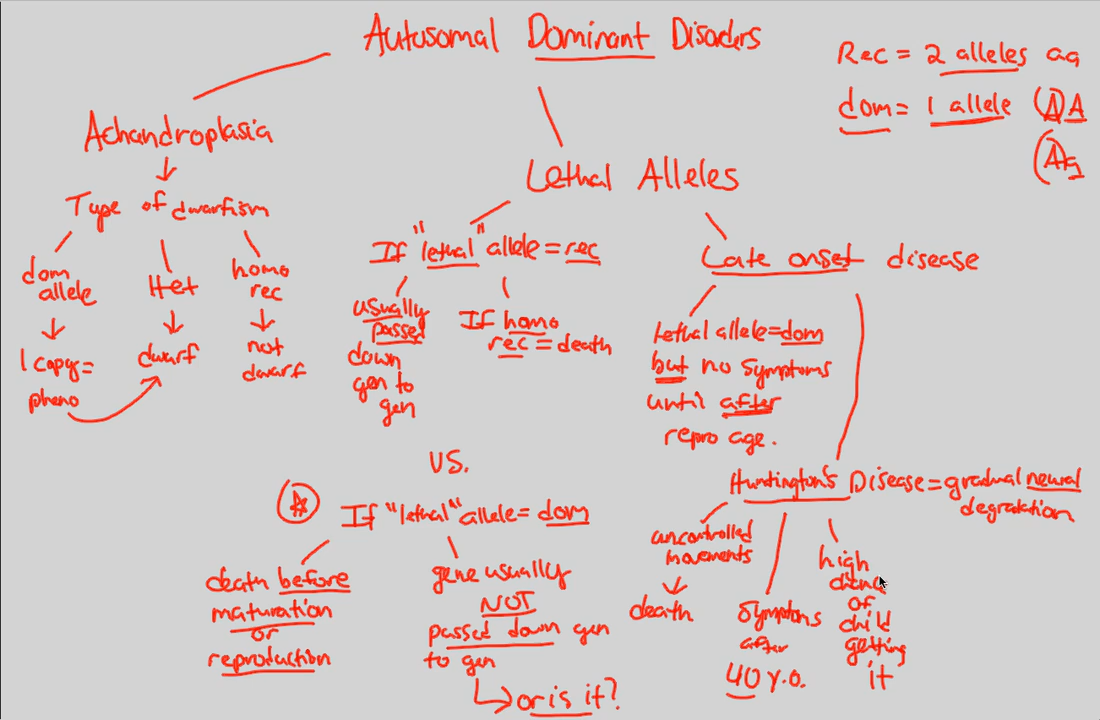 Autosomal Dominant Disorders
Rec = 2 alleles aa
dom = 1 allele AA
Aa
Achandroplasia
Type of dwarfism
dom
allele
1 copy =
pheno
Het
dwarf
homo
rec
not
dwarf
Lethal Alleles
If "lethal" allele = rec
usually
passed
down
gen to
gen
If homo
rec = death
vs.
If "lethal" allele = dom
death before
maturation
or
reproduction
gene usually
NOT
passed down gen
to gen
or is it?
Late onset disease
Lethal allele = dom
but no symptoms
until after
repro age.
Huntington's Disease = gradual neural
degradation
uncontrolled
movements
death
Symptoms
after
40 y.o.
high
chance
of
child
getting
it